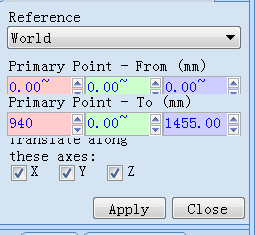 Reference
World
Primary Point - From (mm)
0.00~ 0.00~ 0.00~
Primary Point - To (mm)
940 0.00~ 1455.00
Translate along
these axes:
X Y Z
Apply Close